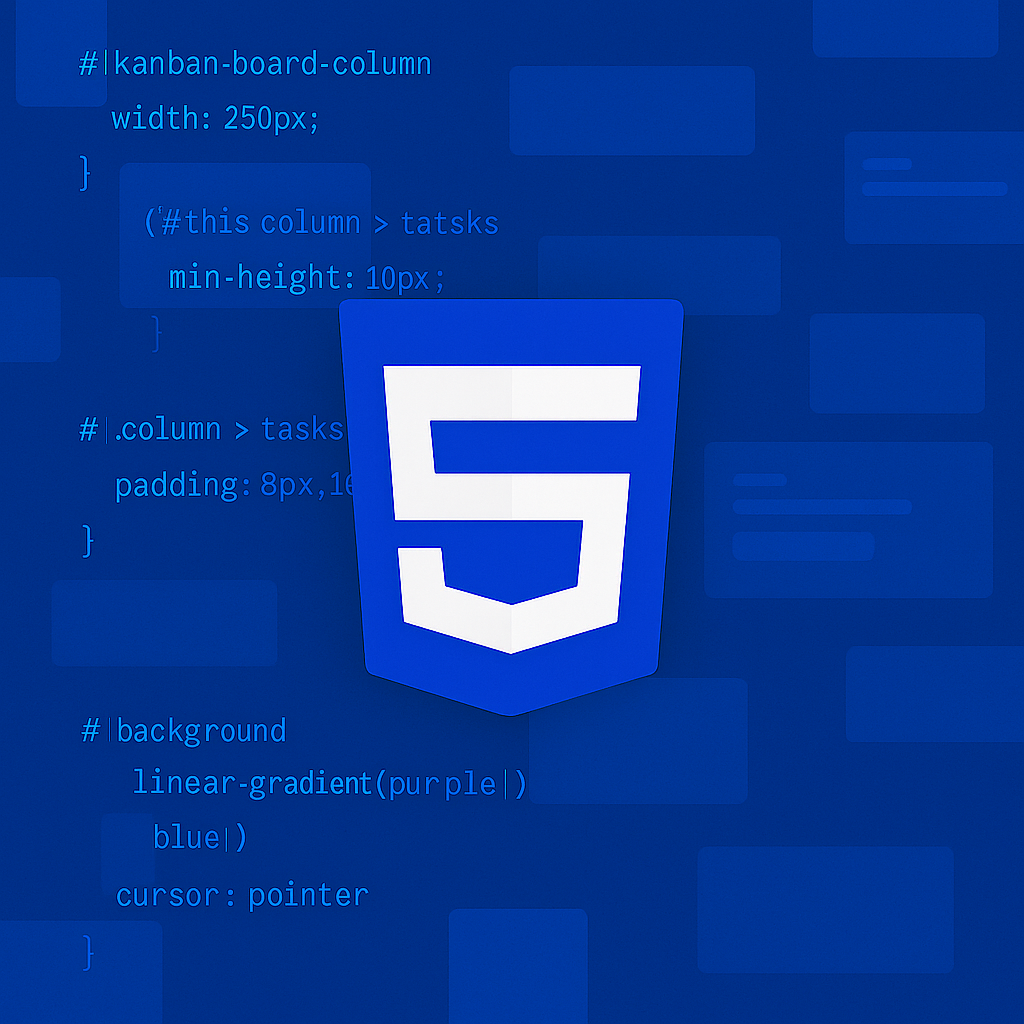 #|kanban-board-column
width: 250px;
}
('#this column > tatsks
min-height: 10px;
}
#|.column > tasks
padding: 8px,16
}
5
#|background
linear-gradient(purple|)
blue|)
cursor: pointer
}